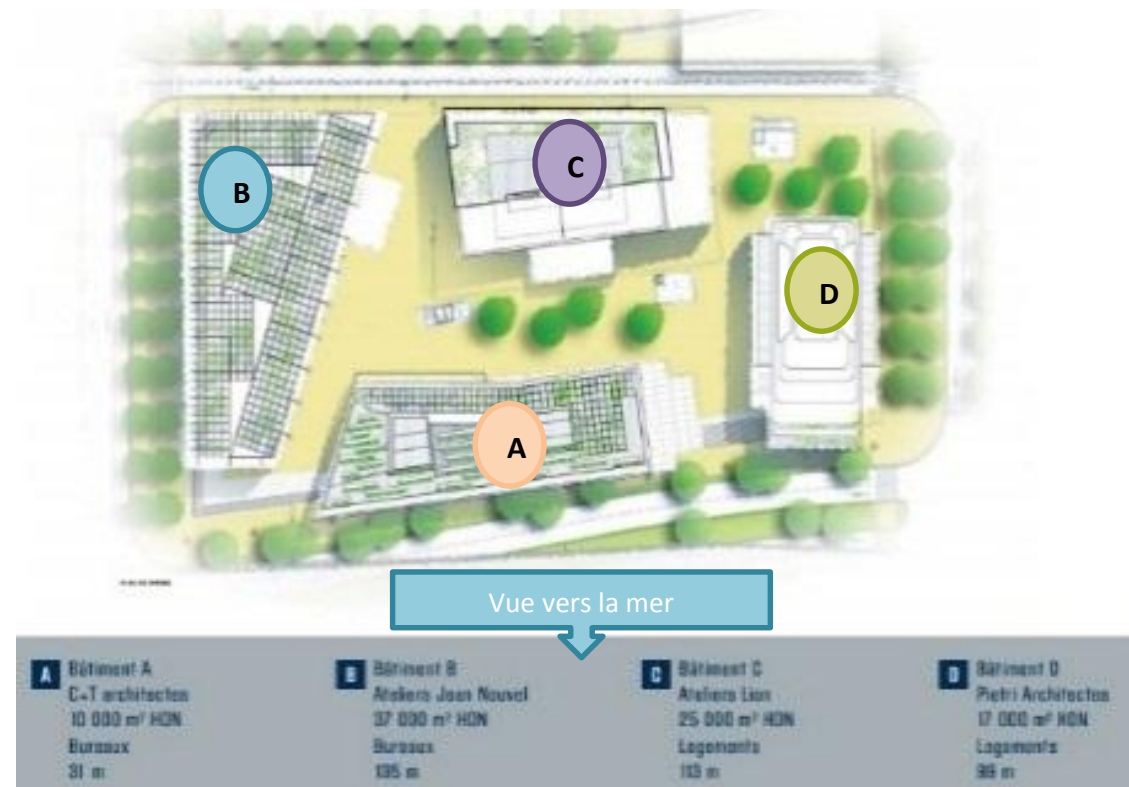 B
C
D
A
Vue vers la mer
A Bâtiment A
C+T architectes
10 000 m² HON
Bureaux
31 m
B Bâtiment B
Ateliers Jean Nouvel
37 000 m² HON
Bureaux
135 m
C Bâtiment C
Ateliers Lion
25 000 m² HON
Logements
113 m
D Bâtiment D
Pietri Architectes
17 000 m² HON
Logements
99 m